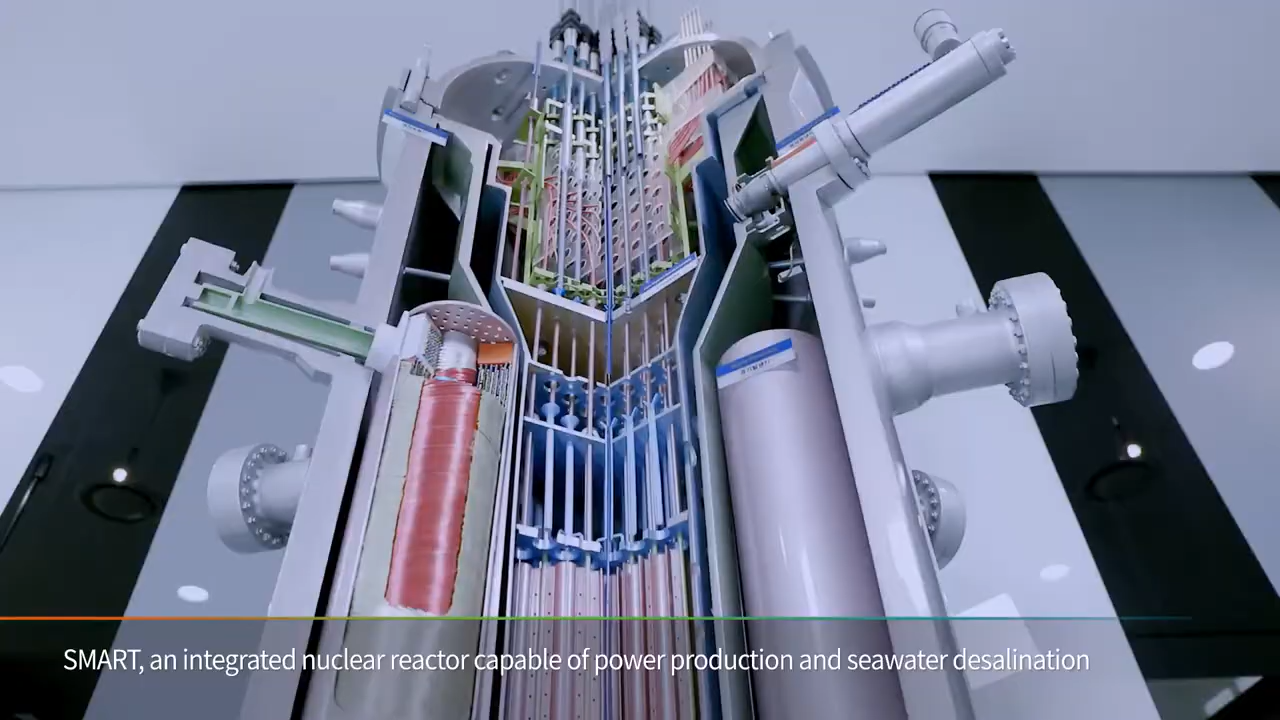 SMART, an integrated nuclear reactor capable of power production and seawater desalination